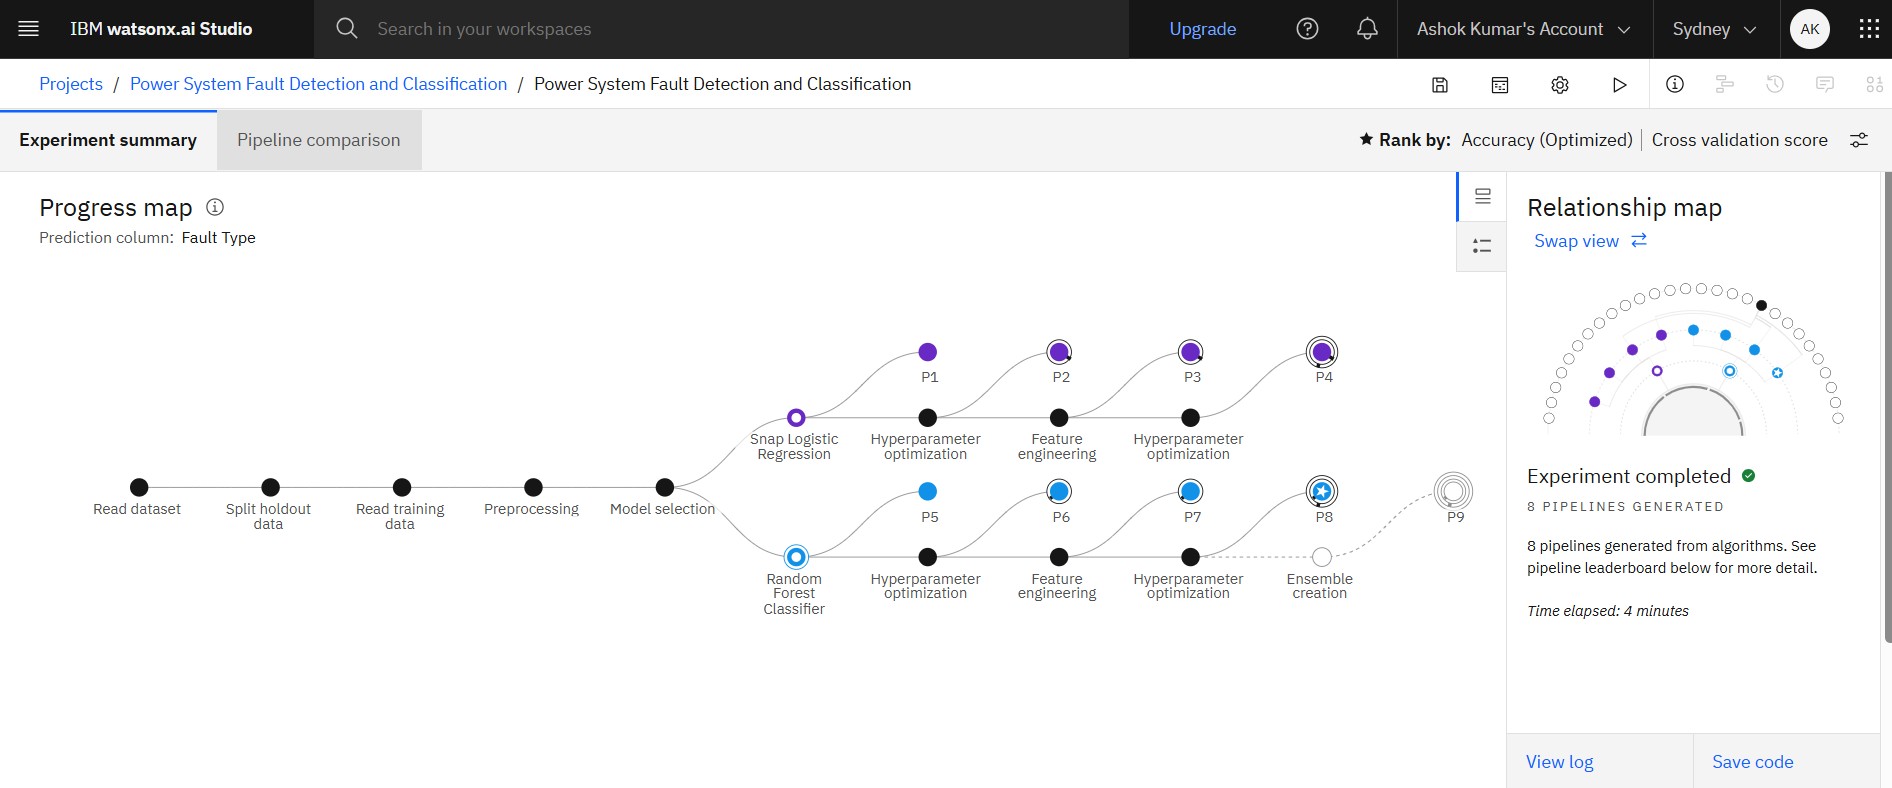 IBM watsonx.ai Studio
Search in your workspaces
Upgrade
Ashok Kumar's Account
Sydney
AK
Projects / Power System Fault Detection and Classification / Power System Fault Detection and Classification
Experiment summary
Pipeline comparison
Rank by: Accuracy (Optimized) | Cross validation score
Progress map
Prediction column: Fault Type
P1
P2
P3
P4
Snap Logistic
Regression
Hyperparameter
optimization
Feature
engineering
Hyperparameter
optimization
Read dataset
Split holdout
data
Read training
data
Preprocessing
Model selection
P5
P6
P7
P8
P9
Random
Forest
Classifier
Hyperparameter
optimization
Feature
engineering
Hyperparameter
optimization
Ensemble
creation
Relationship map
Swap view
Experiment completed
8 PIPELINES GENERATED
8 pipelines generated from algorithms. See
pipeline leaderboard below for more detail.
Time elapsed: 4 minutes
View log
Save code